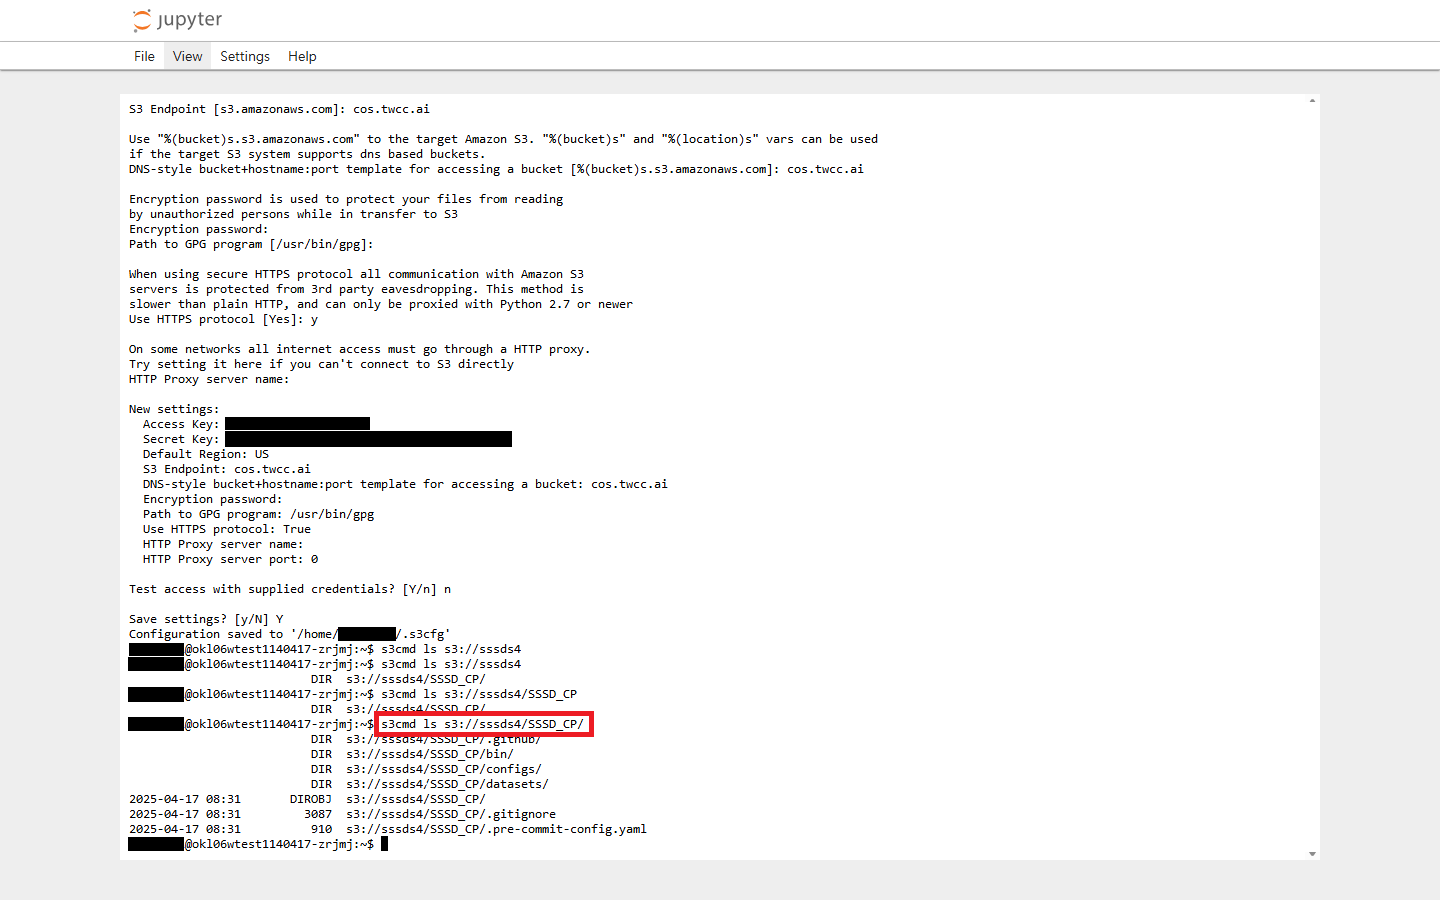 jupyter
File View Settings Help
S3 Endpoint [s3.amazonaws.com]: cos.twcc.ai
Use "%(bucket)s.s3.amazonaws.com" to the target Amazon S3. "%(bucket)s" and "%(location)s" vars can be used
if the target S3 system supports dns based buckets.
DNS-style bucket+hostname:port template for accessing a bucket [%(bucket)s.s3.amazonaws.com]: cos.twcc.ai
Encryption password is used to protect your files from reading
by unauthorized persons while in transfer to S3
Encryption password:
Path to GPG program [/usr/bin/gpg]:
When using secure HTTPS protocol all communication with Amazon S3
servers is protected from 3rd party eavesdropping. This method is
slower than plain HTTP, and can only be proxied with Python 2.7 or newer
Use HTTPS protocol [Yes]: y
On some networks all internet access must go through a HTTP proxy.
Try setting it here if you can't connect to S3 directly
HTTP Proxy server name:
New settings:
Access Key:
Secret Key:
Default Region: US
S3 Endpoint: cos.twcc.ai
DNS-style bucket+hostname:port template for accessing a bucket: cos.twcc.ai
Encryption password:
Path to GPG program: /usr/bin/gpg
Use HTTPS protocol: True
HTTP Proxy server name:
HTTP Proxy server port: 0
Test access with supplied credentials? [Y/n] n
Save settings? [y/N] Y
Configuration saved to '/home/ /.s3cfg'
@okl06wtest1140417-zrjmj:~$ s3cmd ls s3://sssds4
@okl06wtest1140417-zrjmj:~$ s3cmd ls s3://sssds4
DIR s3://sssds4/SSSD_CP/
@okl06wtest1140417-zrjmj:~$ s3cmd ls s3://sssds4/SSSD_CP
DIR s3://sssds4/SSSD_CP/
@okl06wtest1140417-zrjmj:~$ s3cmd ls s3://sssds4/SSSD_CP/
DIR s3://sssds4/SSSD_CP/.github/
DIR s3://sssds4/SSSD_CP/bin/
DIR s3://sssds4/SSSD_CP/configs/
DIR s3://sssds4/SSSD_CP/datasets/
2025-04-17 08:31 DIROBJ s3://sssds4/SSSD_CP/
2025-04-17 08:31 3087 s3://sssds4/SSSD_CP/.gitignore
2025-04-17 08:31 910 s3://sssds4/SSSD_CP/.pre-commit-config.yaml
@okl06wtest1140417-zrjmj:~$